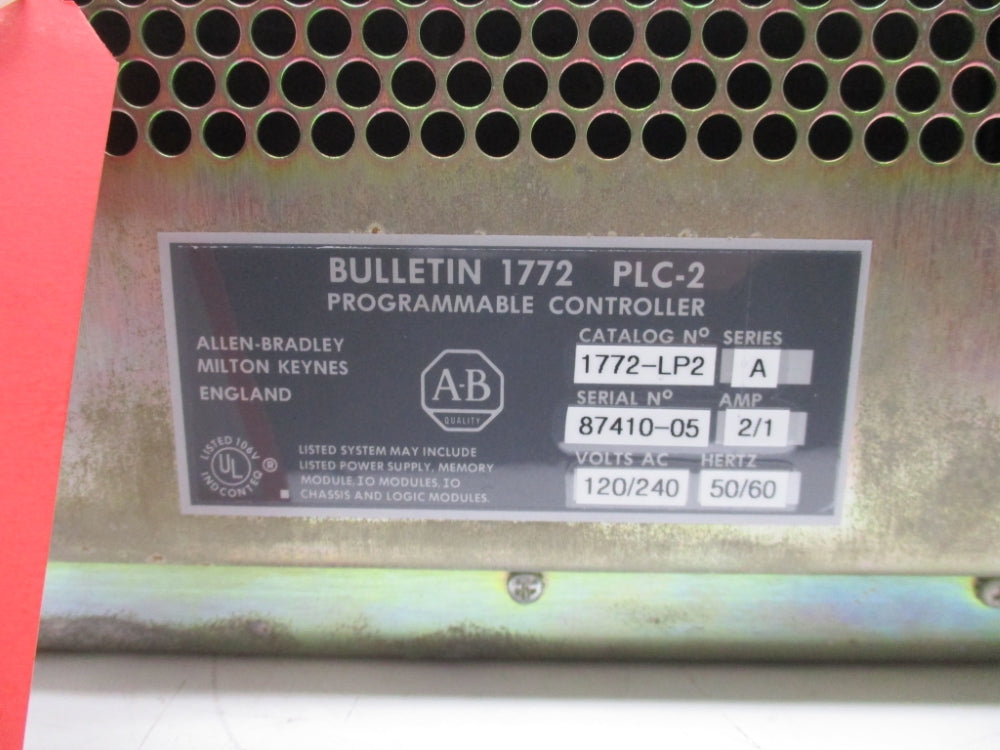 BULLETIN 1772 PLC-2
PROGRAMMABLE CONTROLLER
ALLEN-BRADLEY
MILTON KEYNES
ENGLAND
A-B
QUALITY
CATALOG Nº SERIES
1772-LP2 A
SERIAL Nº AMP
87410-05 2/1
VOLTS AC HERTZ
120/240 50/60
LISTED 106V
UL ®
IND CONT EQ
LISTED SYSTEM MAY INCLUDE
LISTED POWER SUPPLY, MEMORY
MODULE, IO MODULES, IO
CHASSIS AND LOGIC MODULES.